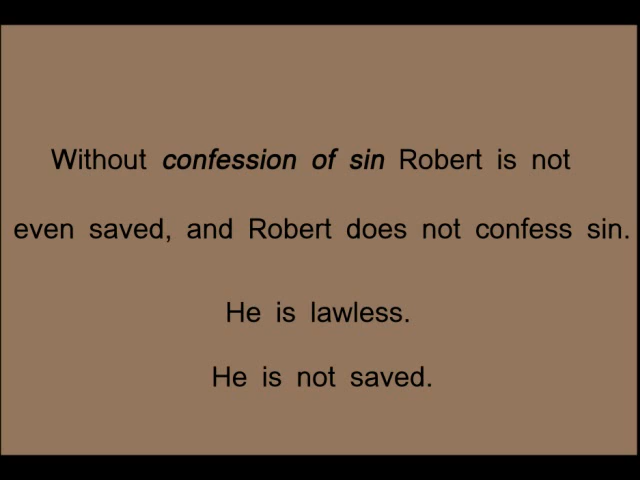 Without confession of sin Robert is not
even saved, and Robert does not confess sin.
He is lawless.
He is not saved.